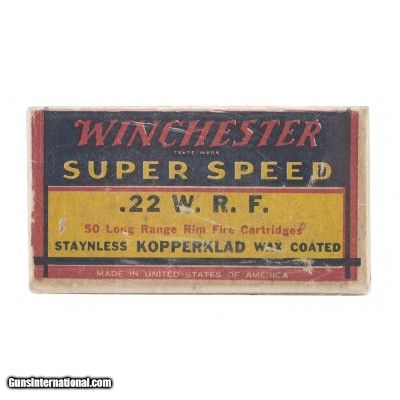 WINCHESTER
TRADE MARK
SUPER SPEED
.22 W. R. F.
50 Long Range Rim Fire Cartridges
STAYNLESS KOPPERKLAD WAX COATED
MADE IN UNITED STATES OF AMERICA
GunsInternational.com